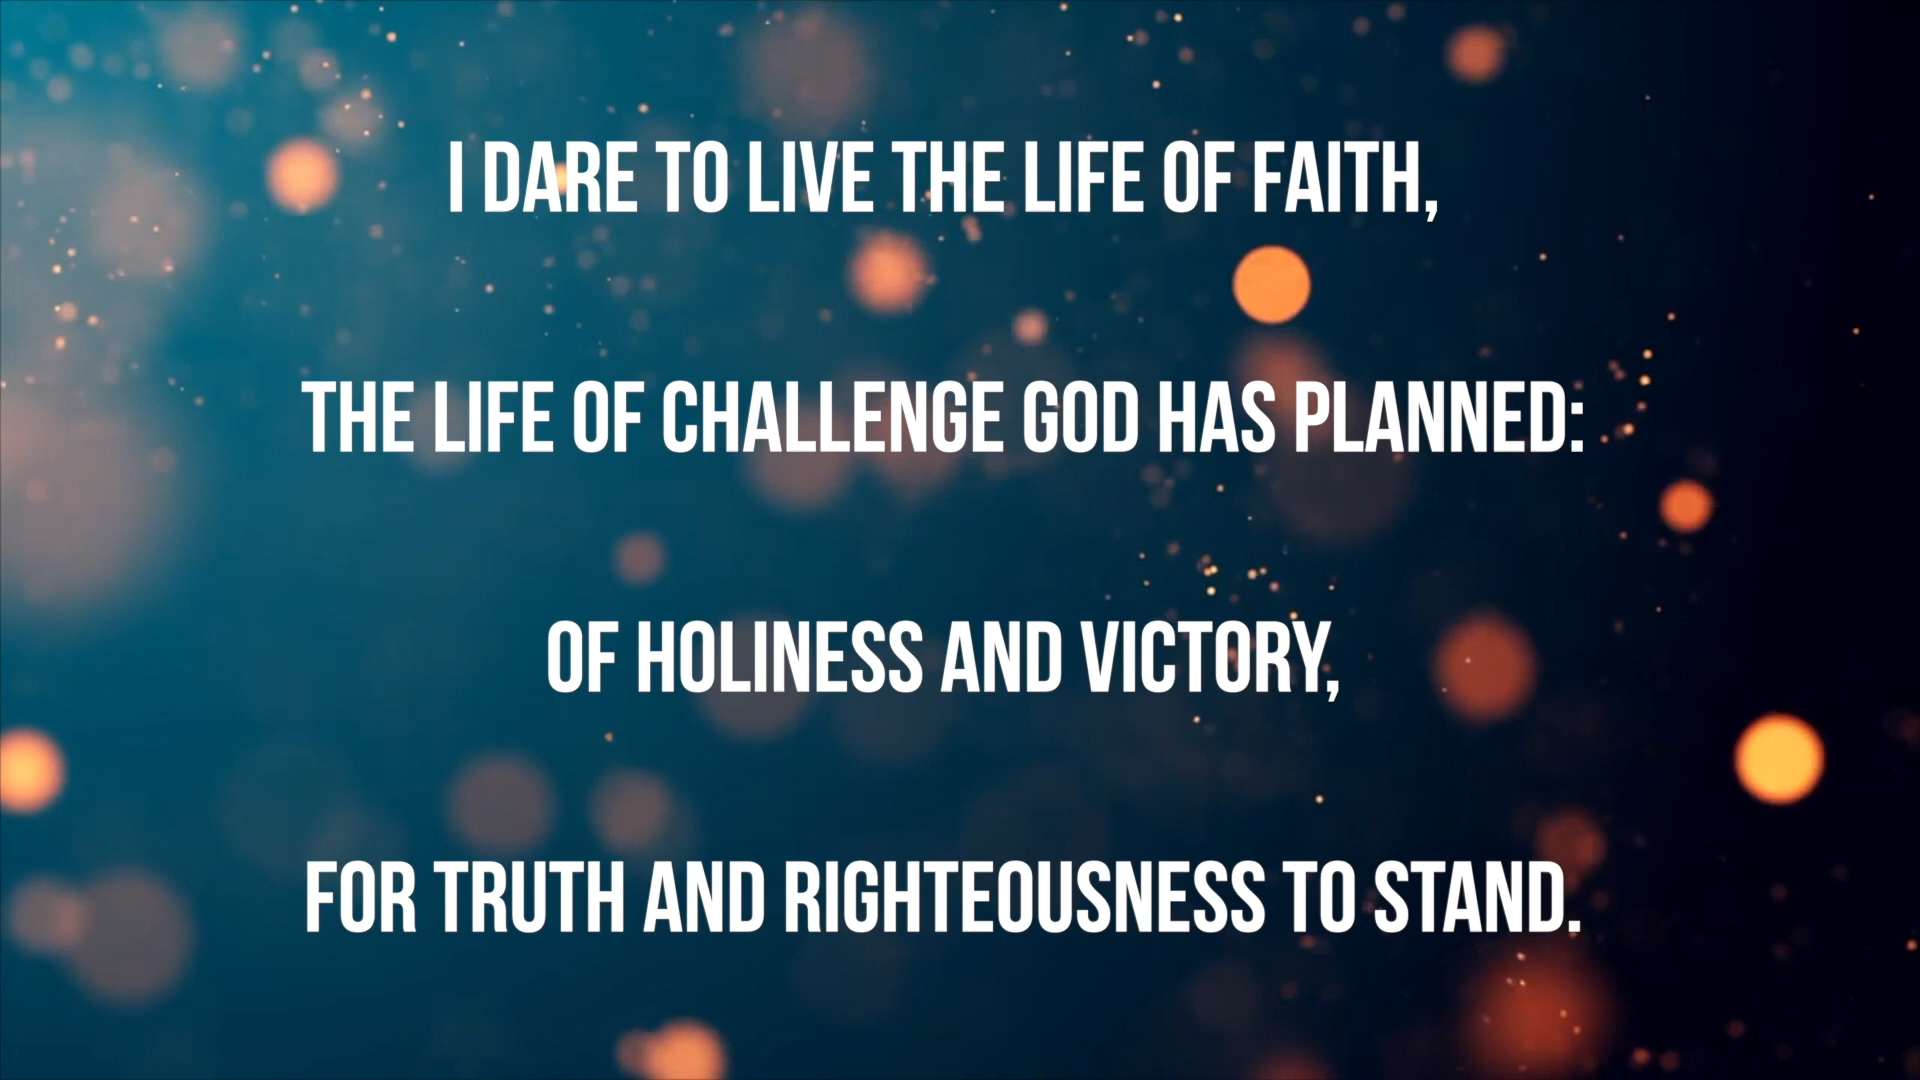 I DARE TO LIVE THE LIFE OF FAITH,
THE LIFE OF CHALLENGE GOD HAS PLANNED:
OF HOLINESS AND VICTORY,
FOR TRUTH AND RIGHTEOUSNESS TO STAND.